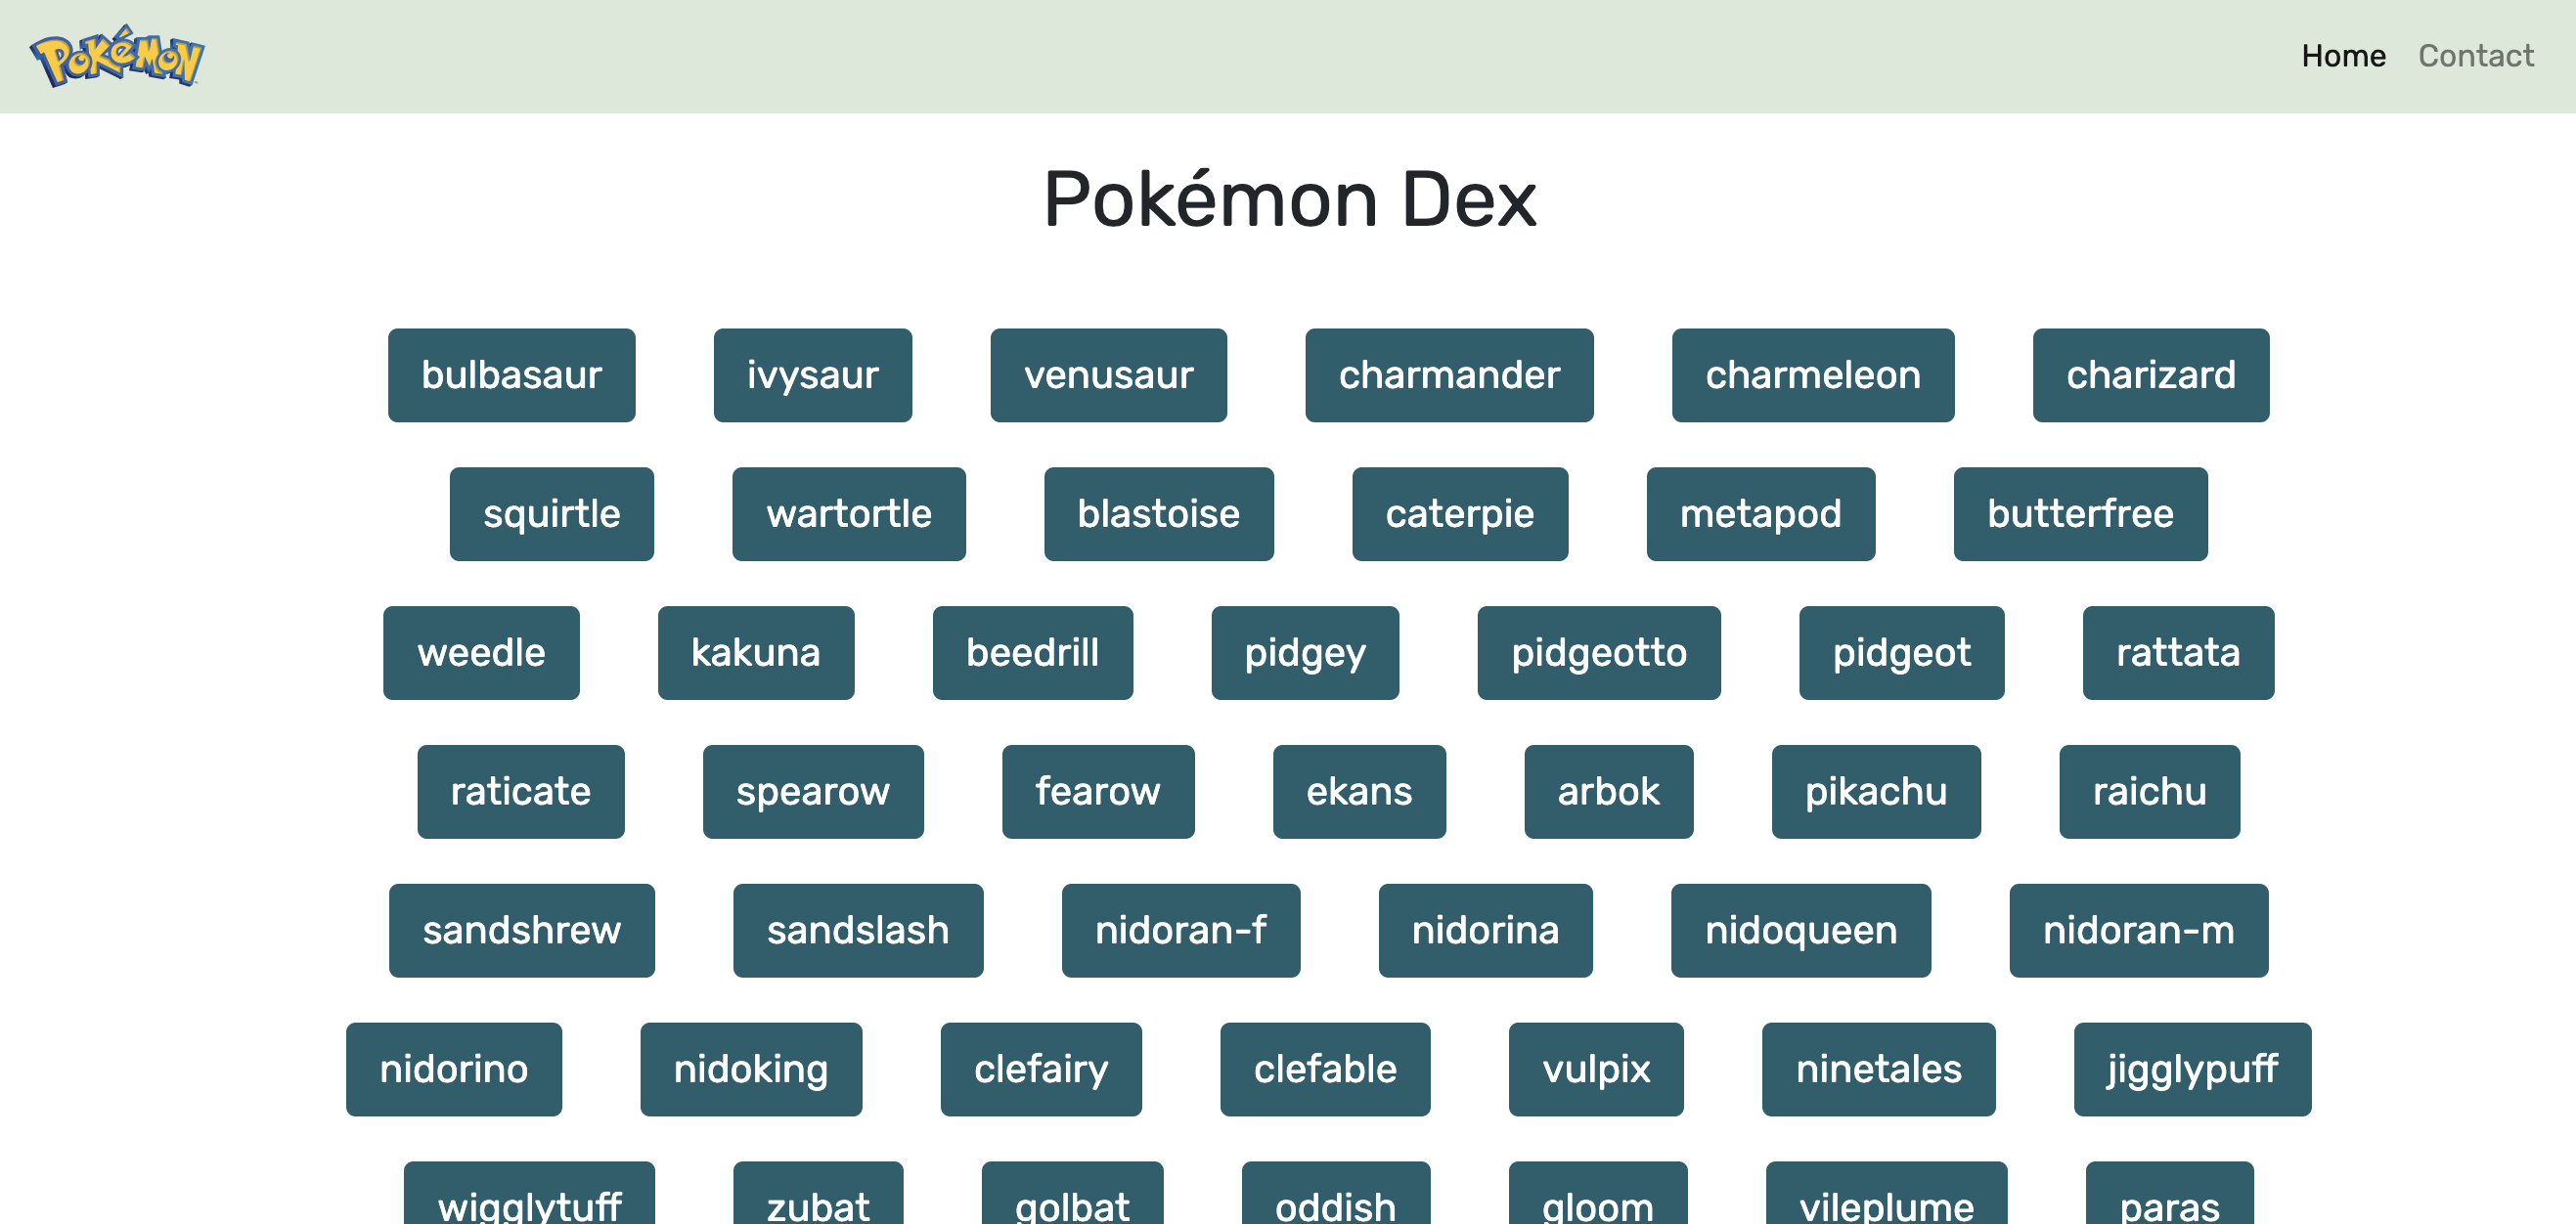 Pokémon Home Contact
Pokémon Dex
bulbasaur ivysaur venusaur charmander charmeleon charizard
squirtle wartortle blastoise caterpie metapod butterfree
weedle kakuna beedrill pidgey pidgeotto pidgeot rattata
raticate spearow fearow ekans arbok pikachu raichu
sandshrew sandslash nidoran-f nidorina nidoqueen nidoran-m
nidorino nidoking clefairy clefable vulpix ninetales jigglypuff
wigglytuff zubat golbat oddish gloom vileplume paras